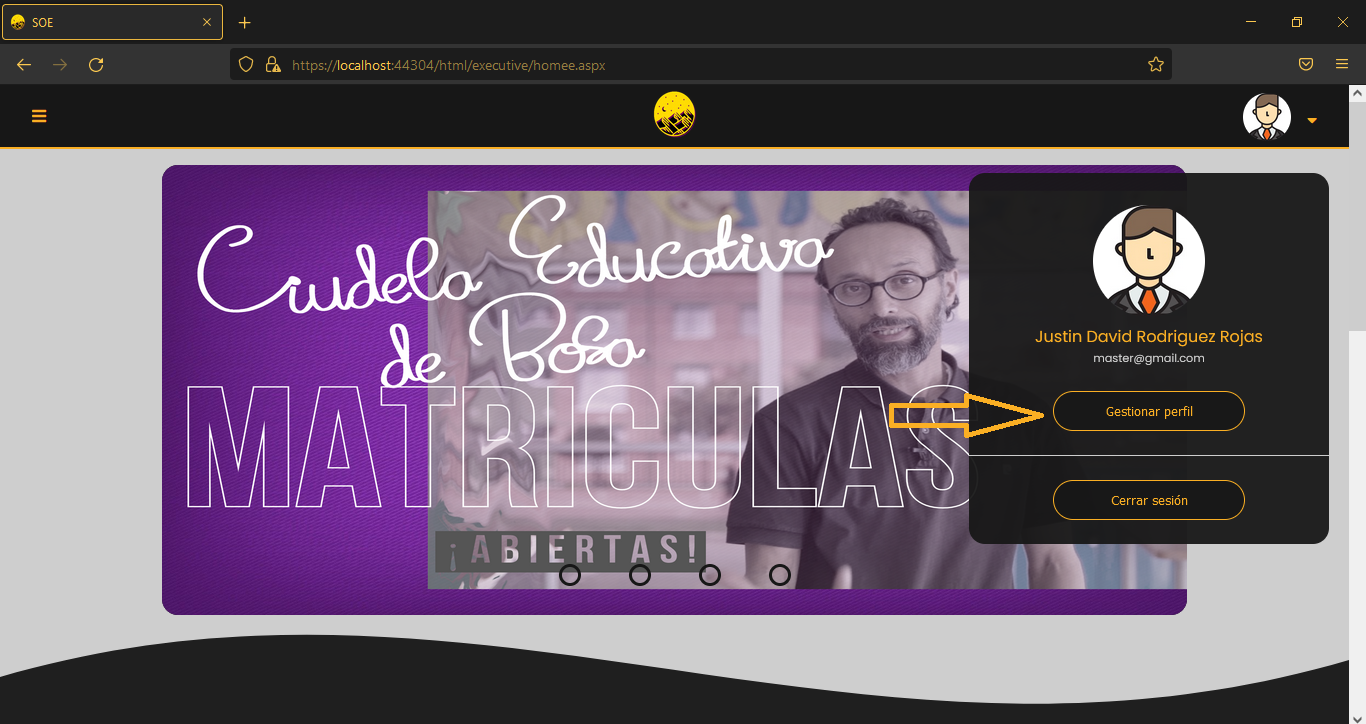 SOE
https://localhost:44304/html/executive/homee.aspx
Ciudela Educativa
de Bosa
MATRICULAS
¡ABIERTAS!
Justin David Rodriguez Rojas
master@gmail.com
Gestionar perfil
Cerrar sesión